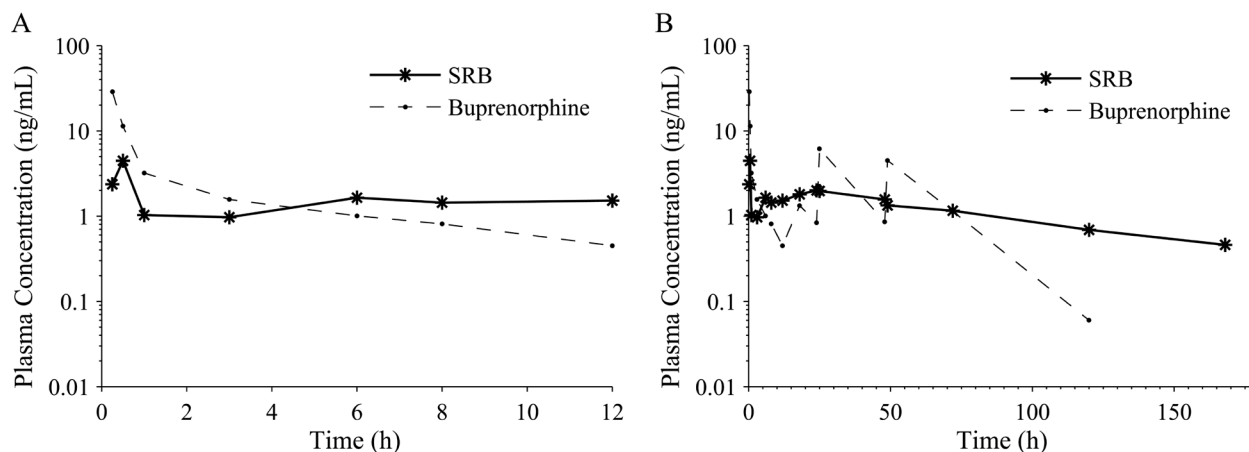 A
Plasma Concentration (ng/mL)
100
10
1
0.1
0.01
SRB
Buprenorphine
0 2 4 6 8 10 12
Time (h)
B
Plasma Concentration (ng/mL)
100
10
1
0.1
0.01
SRB
Buprenorphine
0 50 100 150
Time (h)